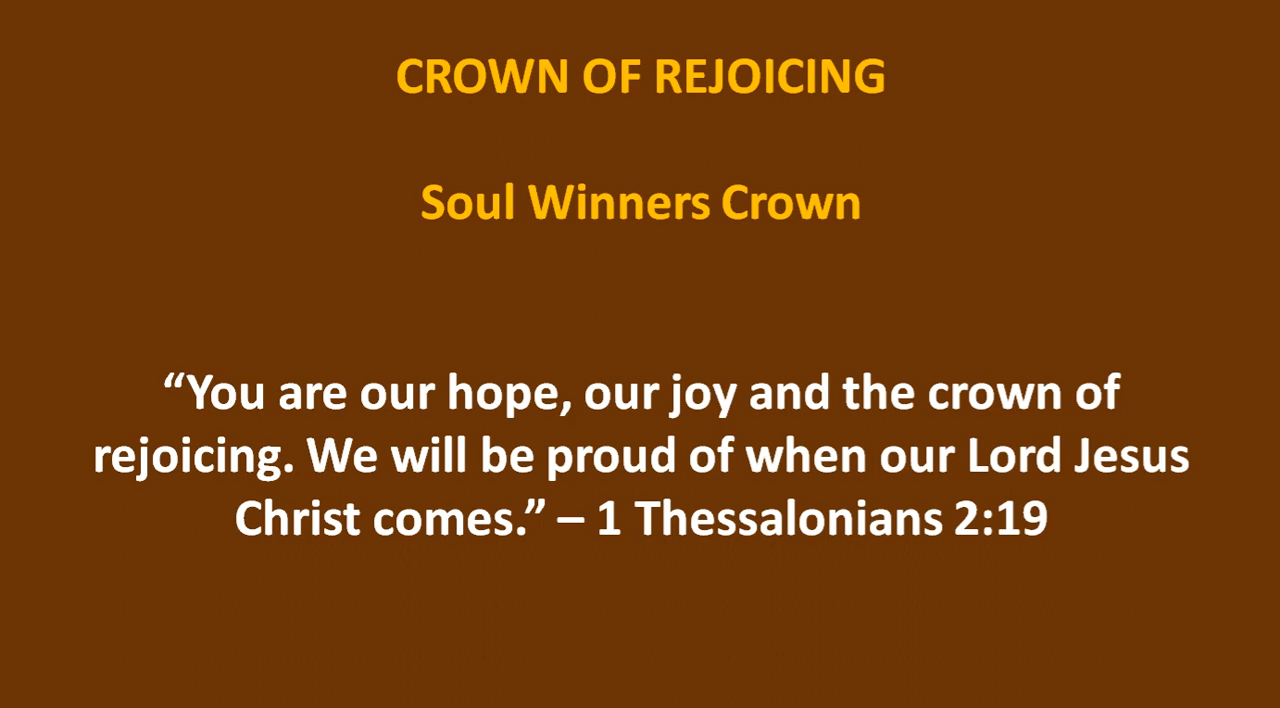 CROWN OF REJOICING
Soul Winners Crown
“You are our hope, our joy and the crown of
rejoicing. We will be proud of when our Lord Jesus
Christ comes.” – 1 Thessalonians 2:19